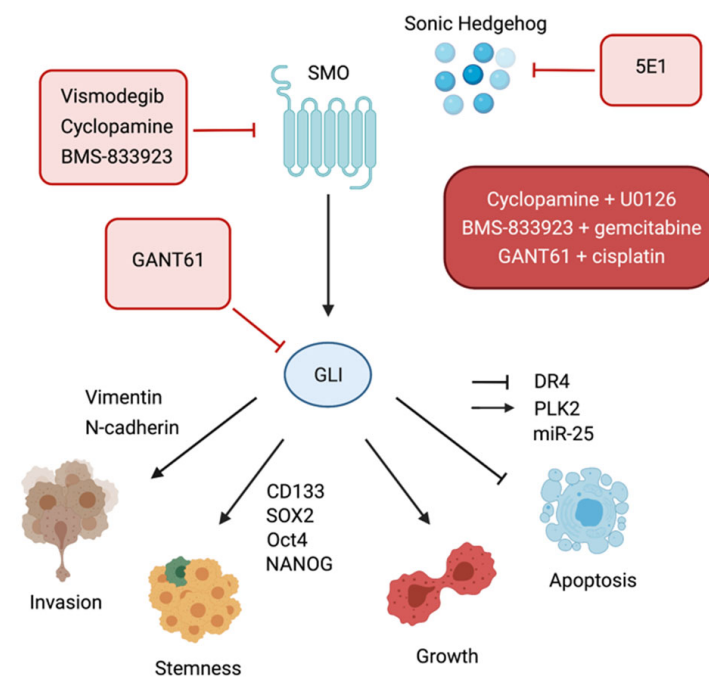 Sonic Hedgehog
5E1
SMO
Vismodegib
Cyclopamine
BMS-833923
Cyclopamine + U0126
BMS-833923 + gemcitabine
GANT61 + cisplatin
GANT61
GLI
DR4
PLK2
miR-25
Vimentin
N-cadherin
CD133
SOX2
Oct4
NANOG
Invasion
Stemness
Growth
Apoptosis